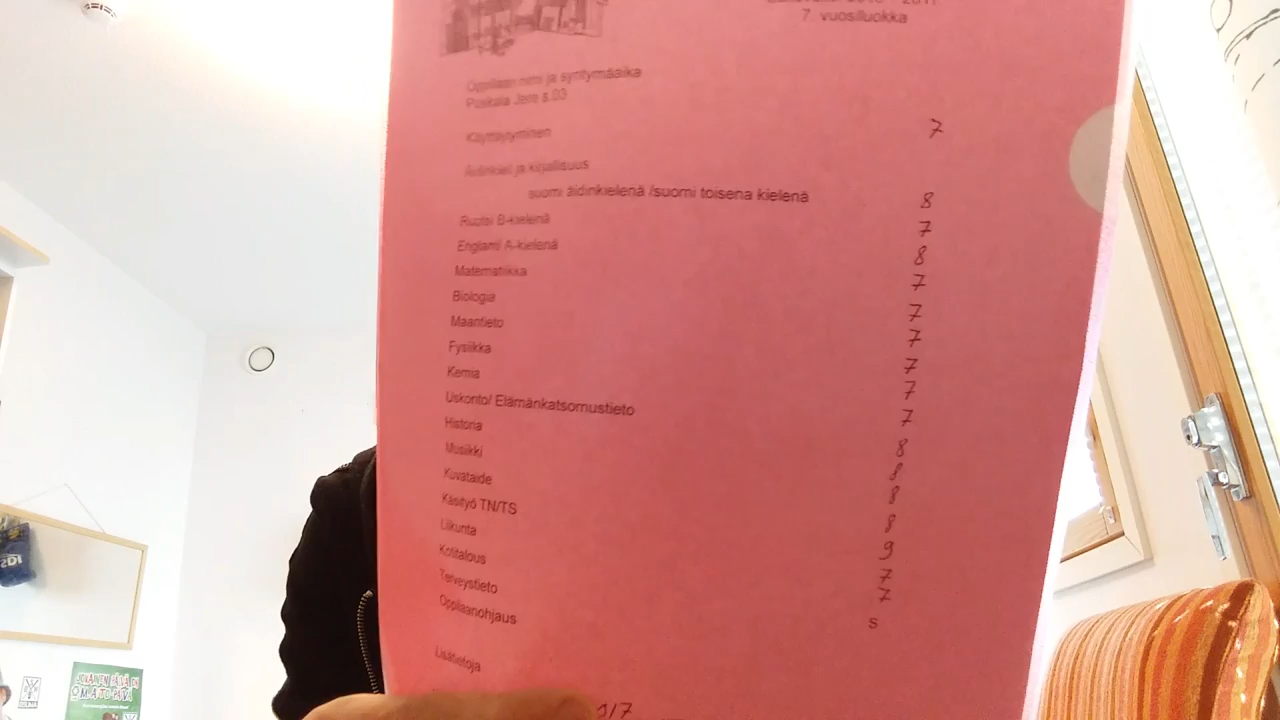 7. vuosiluokka
Oppilaan nimi ja syntymäaika
Jere s.03
Käyttäytyminen 7
Äidinkieli ja kirjallisuus
suomi äidinkielenä /suomi toisena kielenä 8
Ruotsi B-kielenä 7
Englanti A-kielenä 8
Matematiikka 7
Biologia 7
Maantieto 7
Fysiikka 7
Kemia 7
Uskonto/ Elämänkatsomustieto 7
Historia 8
Musiikki 8
Kuvataide 8
Käsityö TN/TS 8
Liikunta 9
Kotitalous 7
Terveystieto 7
Oppilaanohjaus s
Lisätietoja